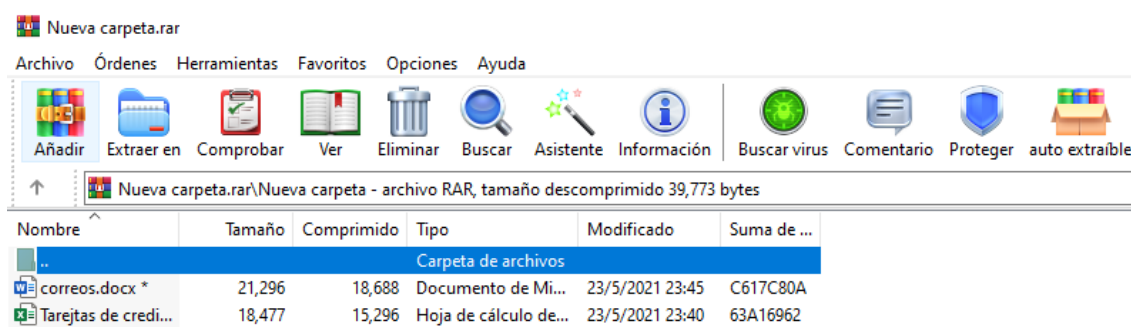 Nueva carpeta.rar
Archivo Órdenes Herramientas Favoritos Opciones Ayuda
Añadir Extraer en Comprobar Ver Eliminar Buscar Asistente Información Buscar virus Comentario Proteger auto extraíble
Nueva carpeta.rar\Nueva carpeta - archivo RAR, tamaño descomprimido 39,773 bytes
Nombre Tamaño Comprimido Tipo Modificado Suma de ...
.. Carpeta de archivos
correos.docx * 21,296 18,688 Documento de Mi... 23/5/2021 23:45 C617C80A
Tarejtas de credi... 18,477 15,296 Hoja de cálculo de... 23/5/2021 23:40 63A16962